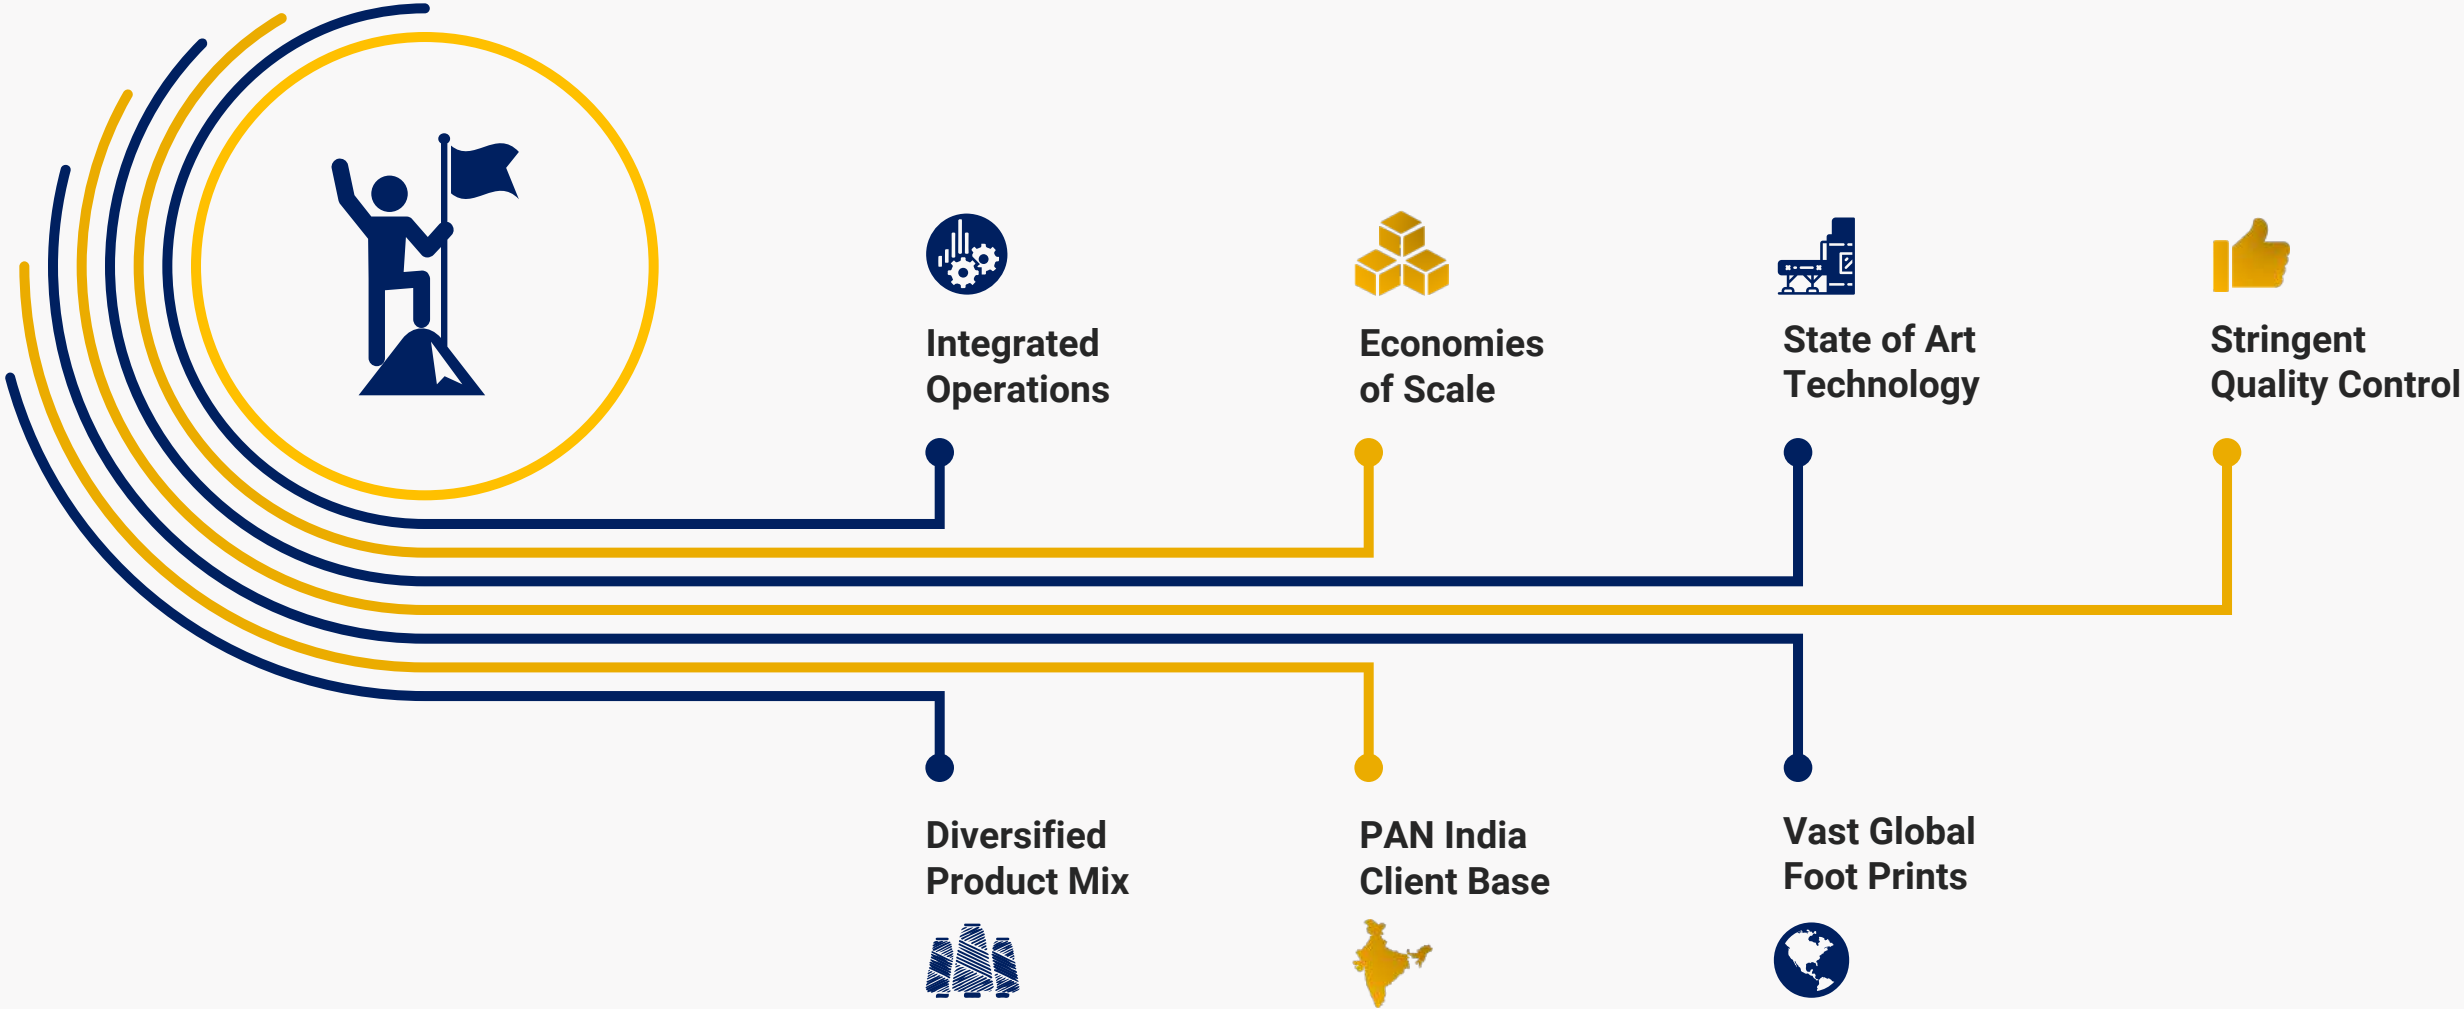 Integrated
Operations
Economies
of Scale
State of Art
Technology
Stringent
Quality Control
Diversified
Product Mix
PAN India
Client Base
Vast Global
Foot Prints